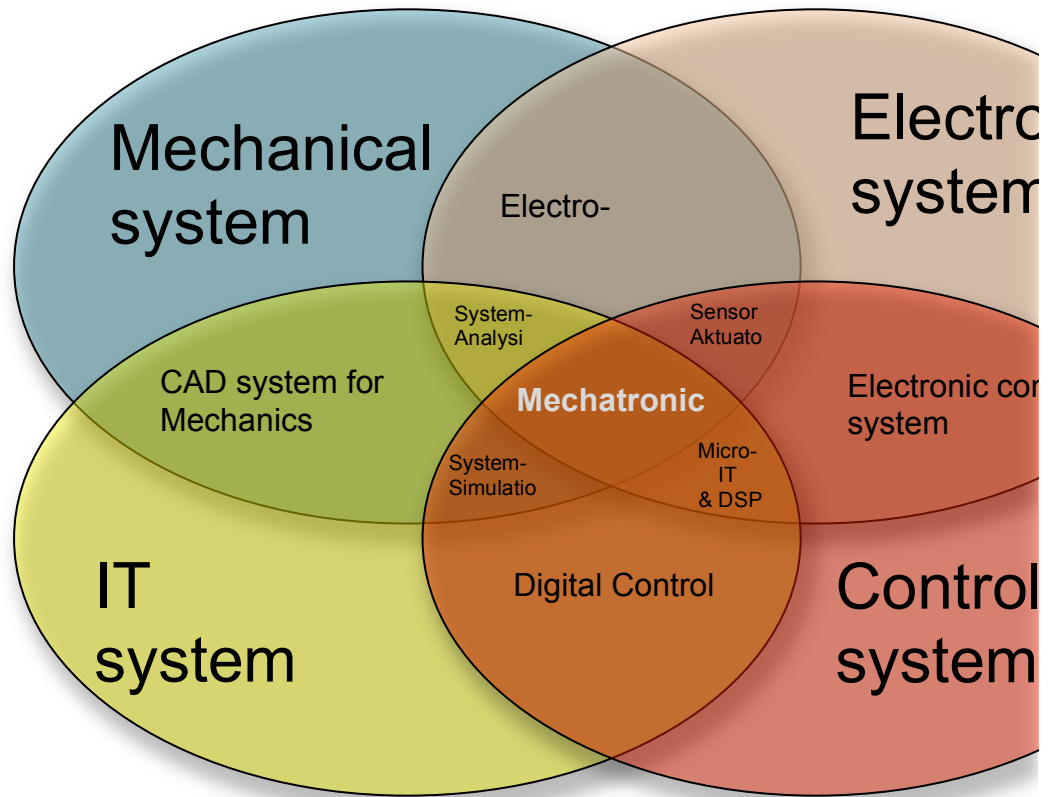 Mechanical
system
Electro
system
Electro-
System-
Analysi
Sensor
Aktuato
CAD system for
Mechanics
Mechatronic
Electronic con
system
System-
Simulatio
Micro-
IT
& DSP
IT
system
Digital Control
Control
system